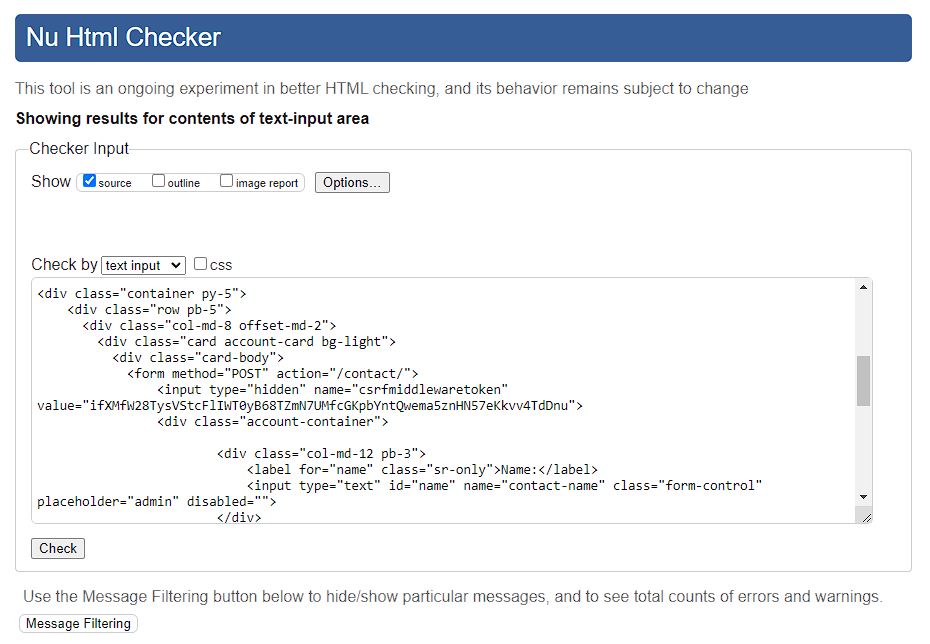 Nu Html Checker
This tool is an ongoing experiment in better HTML checking, and its behavior remains subject to change
Showing results for contents of text-input area
Checker Input
Show source outline image report Options...
Check by text input css
<div class="container py-5">
<div class="row pb-5">
<div class="col-md-8 offset-md-2">
<div class="card account-card bg-light">
<div class="card-body">
<form method="POST" action="/contact/">
<input type="hidden" name="csrfmiddlewaretoken"
value="ifXMfW28TysVStcFlIWT0yB68TZmN7UMfcGKpbYntQwema5znHN57eKkvv4TdDnu">
<div class="account-container">
<div class="col-md-12 pb-3">
<label for="name" class="sr-only">Name:</label>
<input type="text" id="name" name="contact-name" class="form-control"
placeholder="admin" disabled="">
</div>
Check
Use the Message Filtering button below to hide/show particular messages, and to see total counts of errors and warnings.
Message Filtering